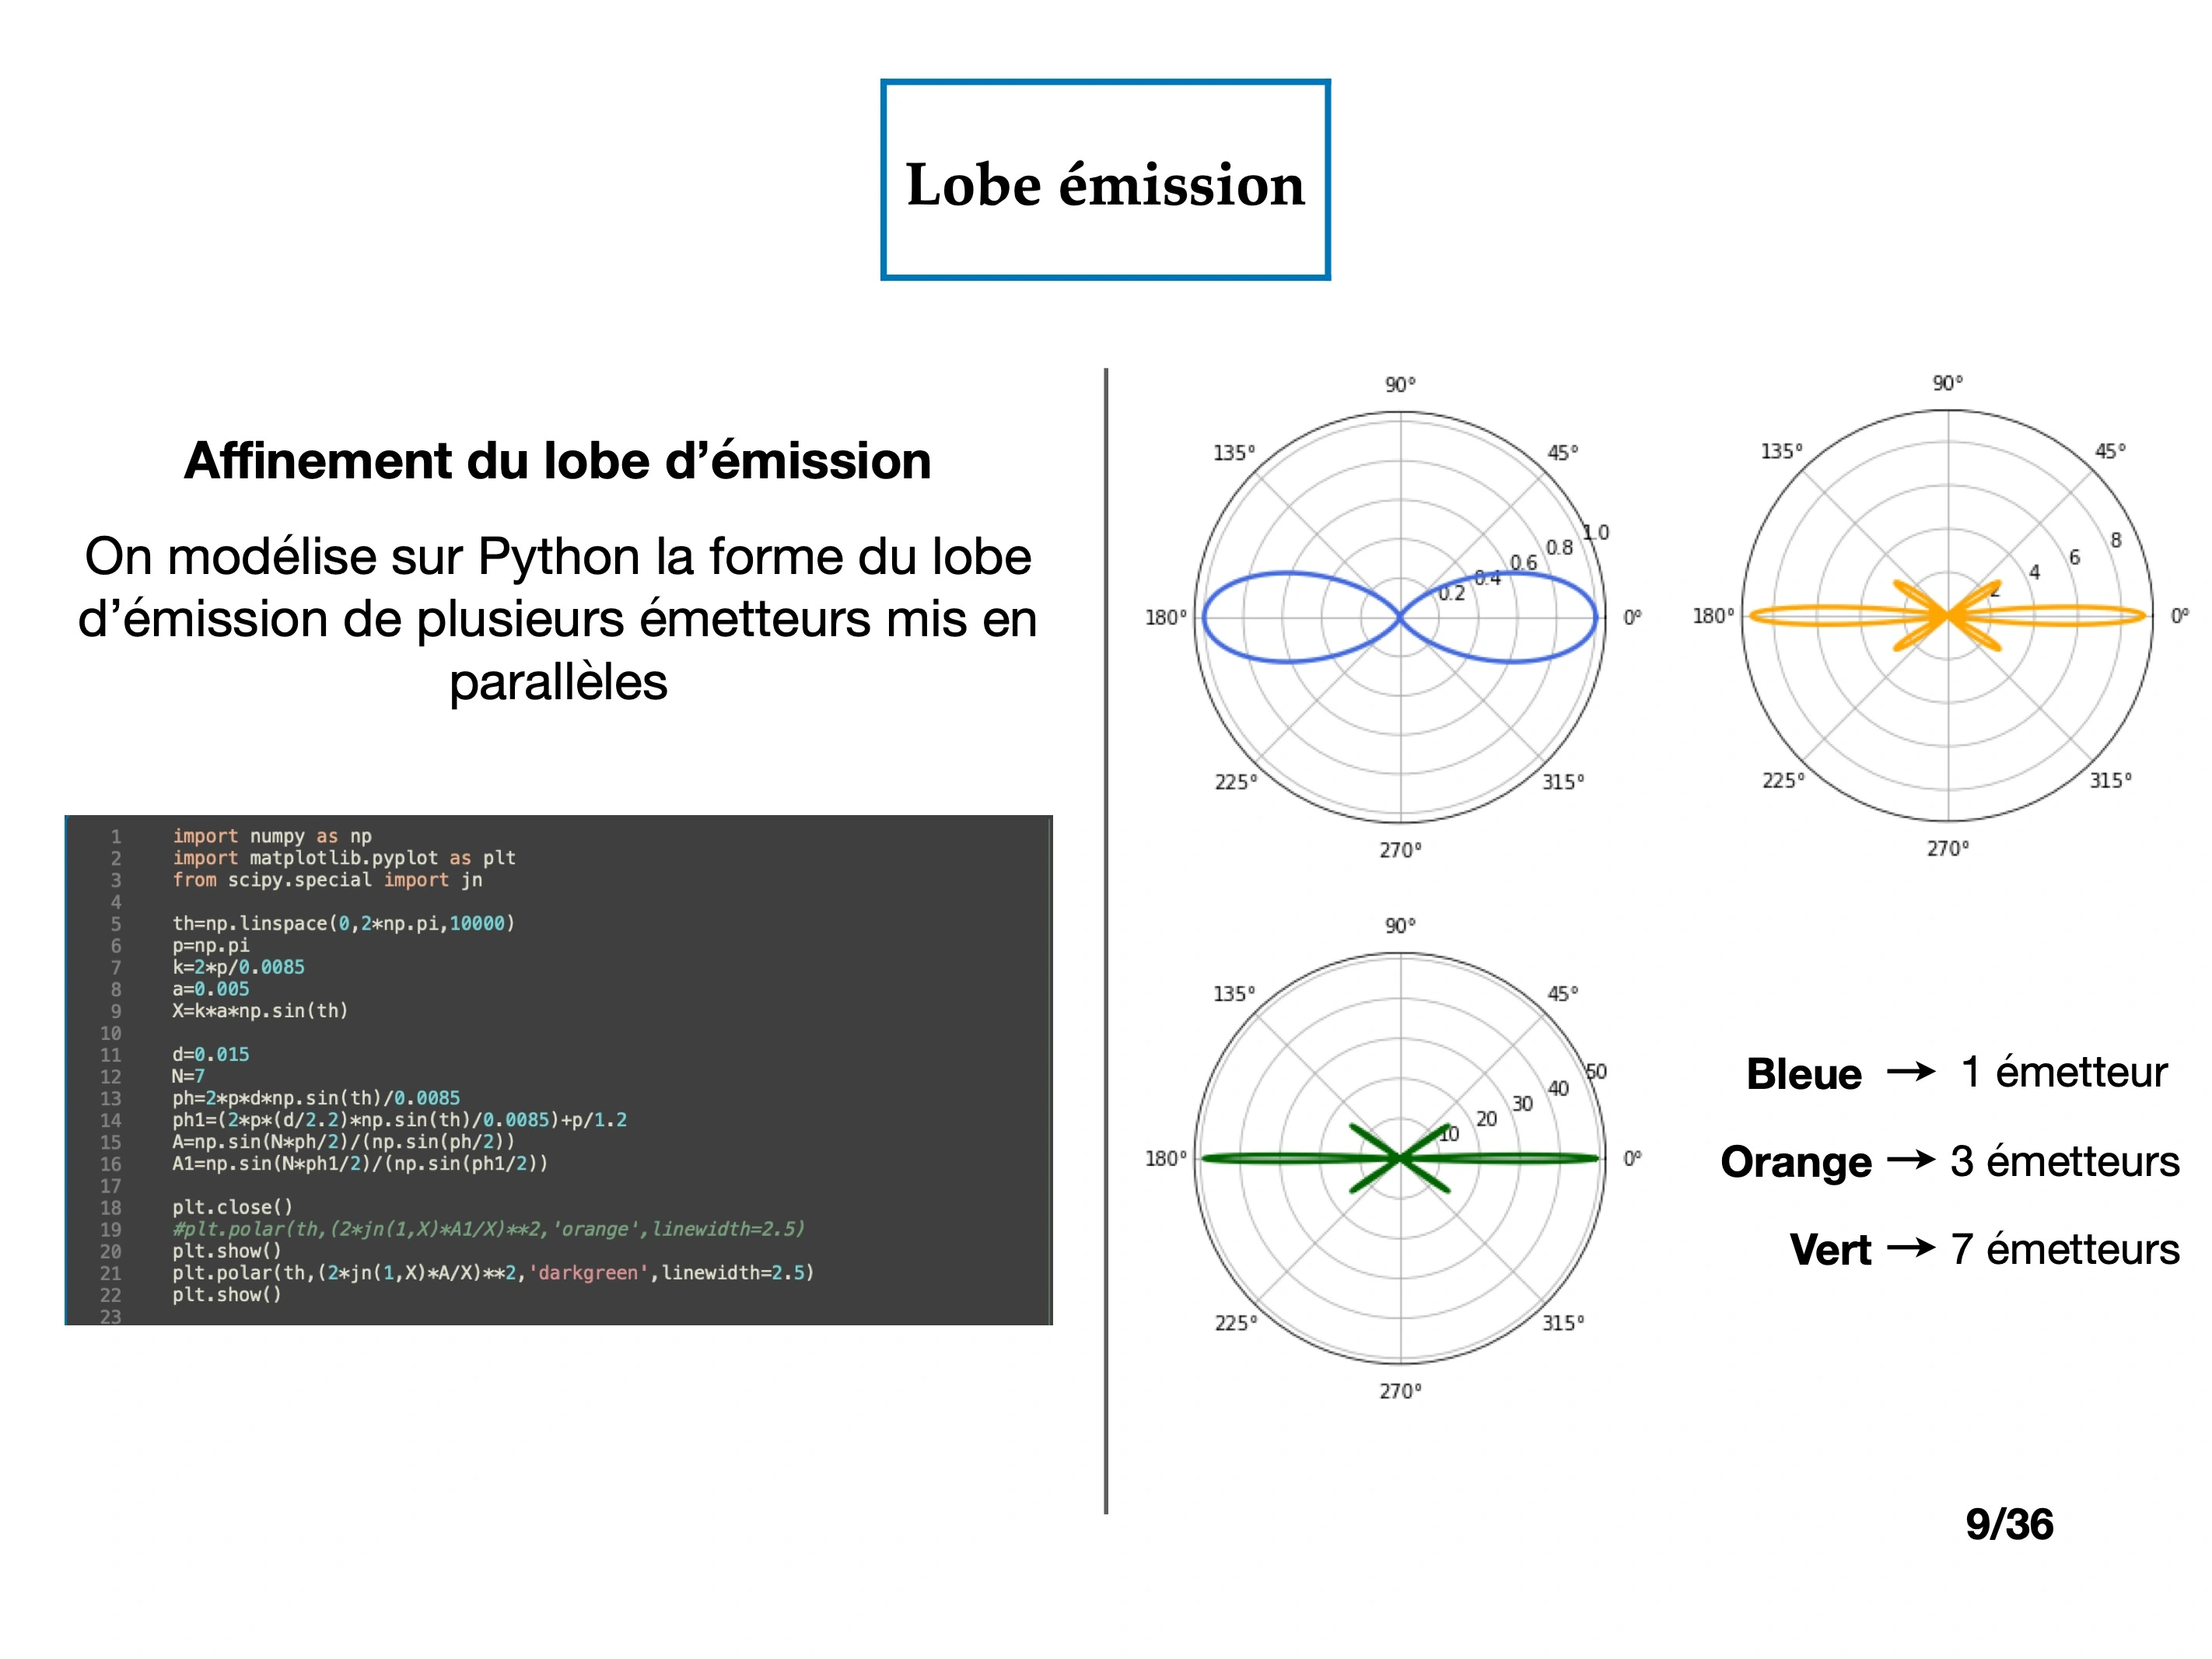 Lobe émission
Affinement du lobe d’émission
On modélise sur Python la forme du lobe
d’émission de plusieurs émetteurs mis en
parallèles
1 import numpy as np
2 import matplotlib.pyplot as plt
3 from scipy.special import jn
4
5 th=np.linspace(0,2*np.pi,10000)
6 p=np.pi
7 k=2*p/0.0085
8 a=0.005
9 X=k*a*np.sin(th)
10
11 d=0.015
12 N=7
13 ph=2*p*d*np.sin(th)/0.0085
14 ph1=(2*p*(d/2.2)*np.sin(th)/0.0085)+p/1.2
15 A=np.sin(N*ph/2)/(np.sin(ph/2))
16 A1=np.sin(N*ph1/2)/(np.sin(ph1/2))
17
18 plt.close()
19 #plt.polar(th,(2*jn(1,X)*A1/X)**2,'orange',linewidth=2.5)
20 plt.show()
21 plt.polar(th,(2*jn(1,X)*A/X)**2,'darkgreen',linewidth=2.5)
22 plt.show()
23
90°
135° 45°
1.0
0.8
0.6
0.4
0.2
180° 0°
225° 315°
270°
90°
135° 45°
8
6
4
2
180° 0°
225° 315°
270°
90°
135° 45°
50
40
30
20
10
180° 0°
225° 315°
270°
Bleue → 1 émetteur
Orange → 3 émetteurs
Vert → 7 émetteurs
9/36